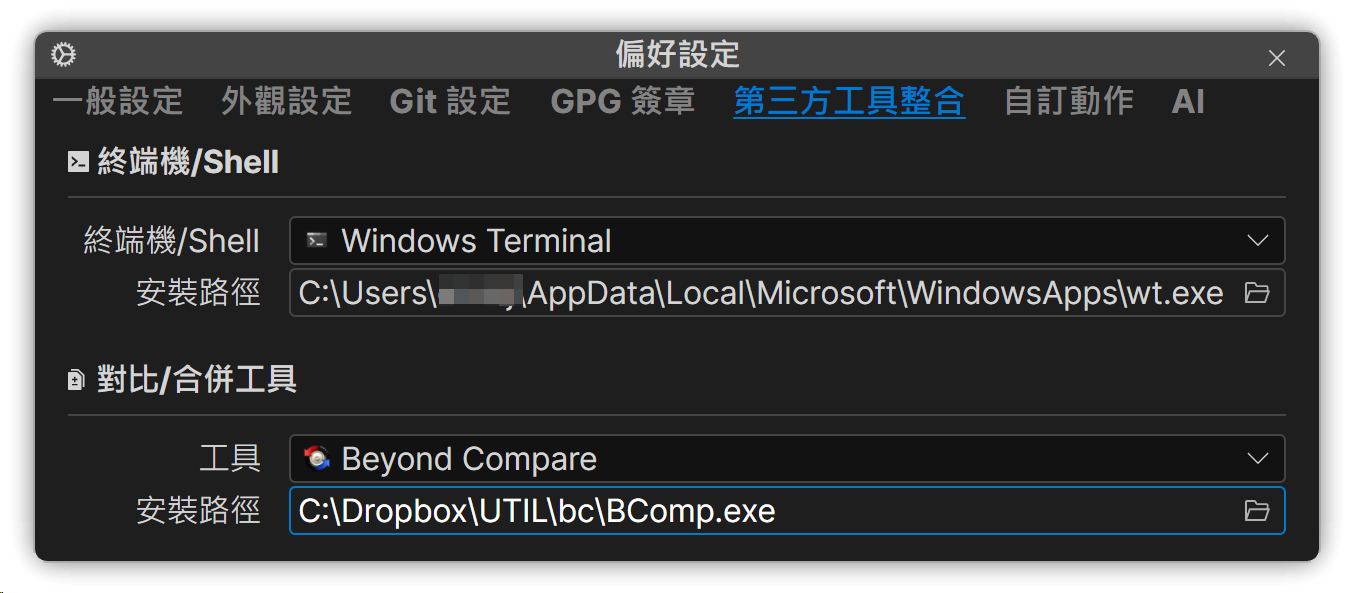 偏好設定
一般設定 外觀設定 Git 設定 GPG 簽章 第三方工具整合 自訂動作 AI
終端機/Shell
終端機/Shell Windows Terminal
安裝路徑 C:\Users\ \AppData\Local\Microsoft\WindowsApps\wt.exe
對比/合併工具
工具 Beyond Compare
安裝路徑 C:\Dropbox\UTIL\bc\BComp.exe